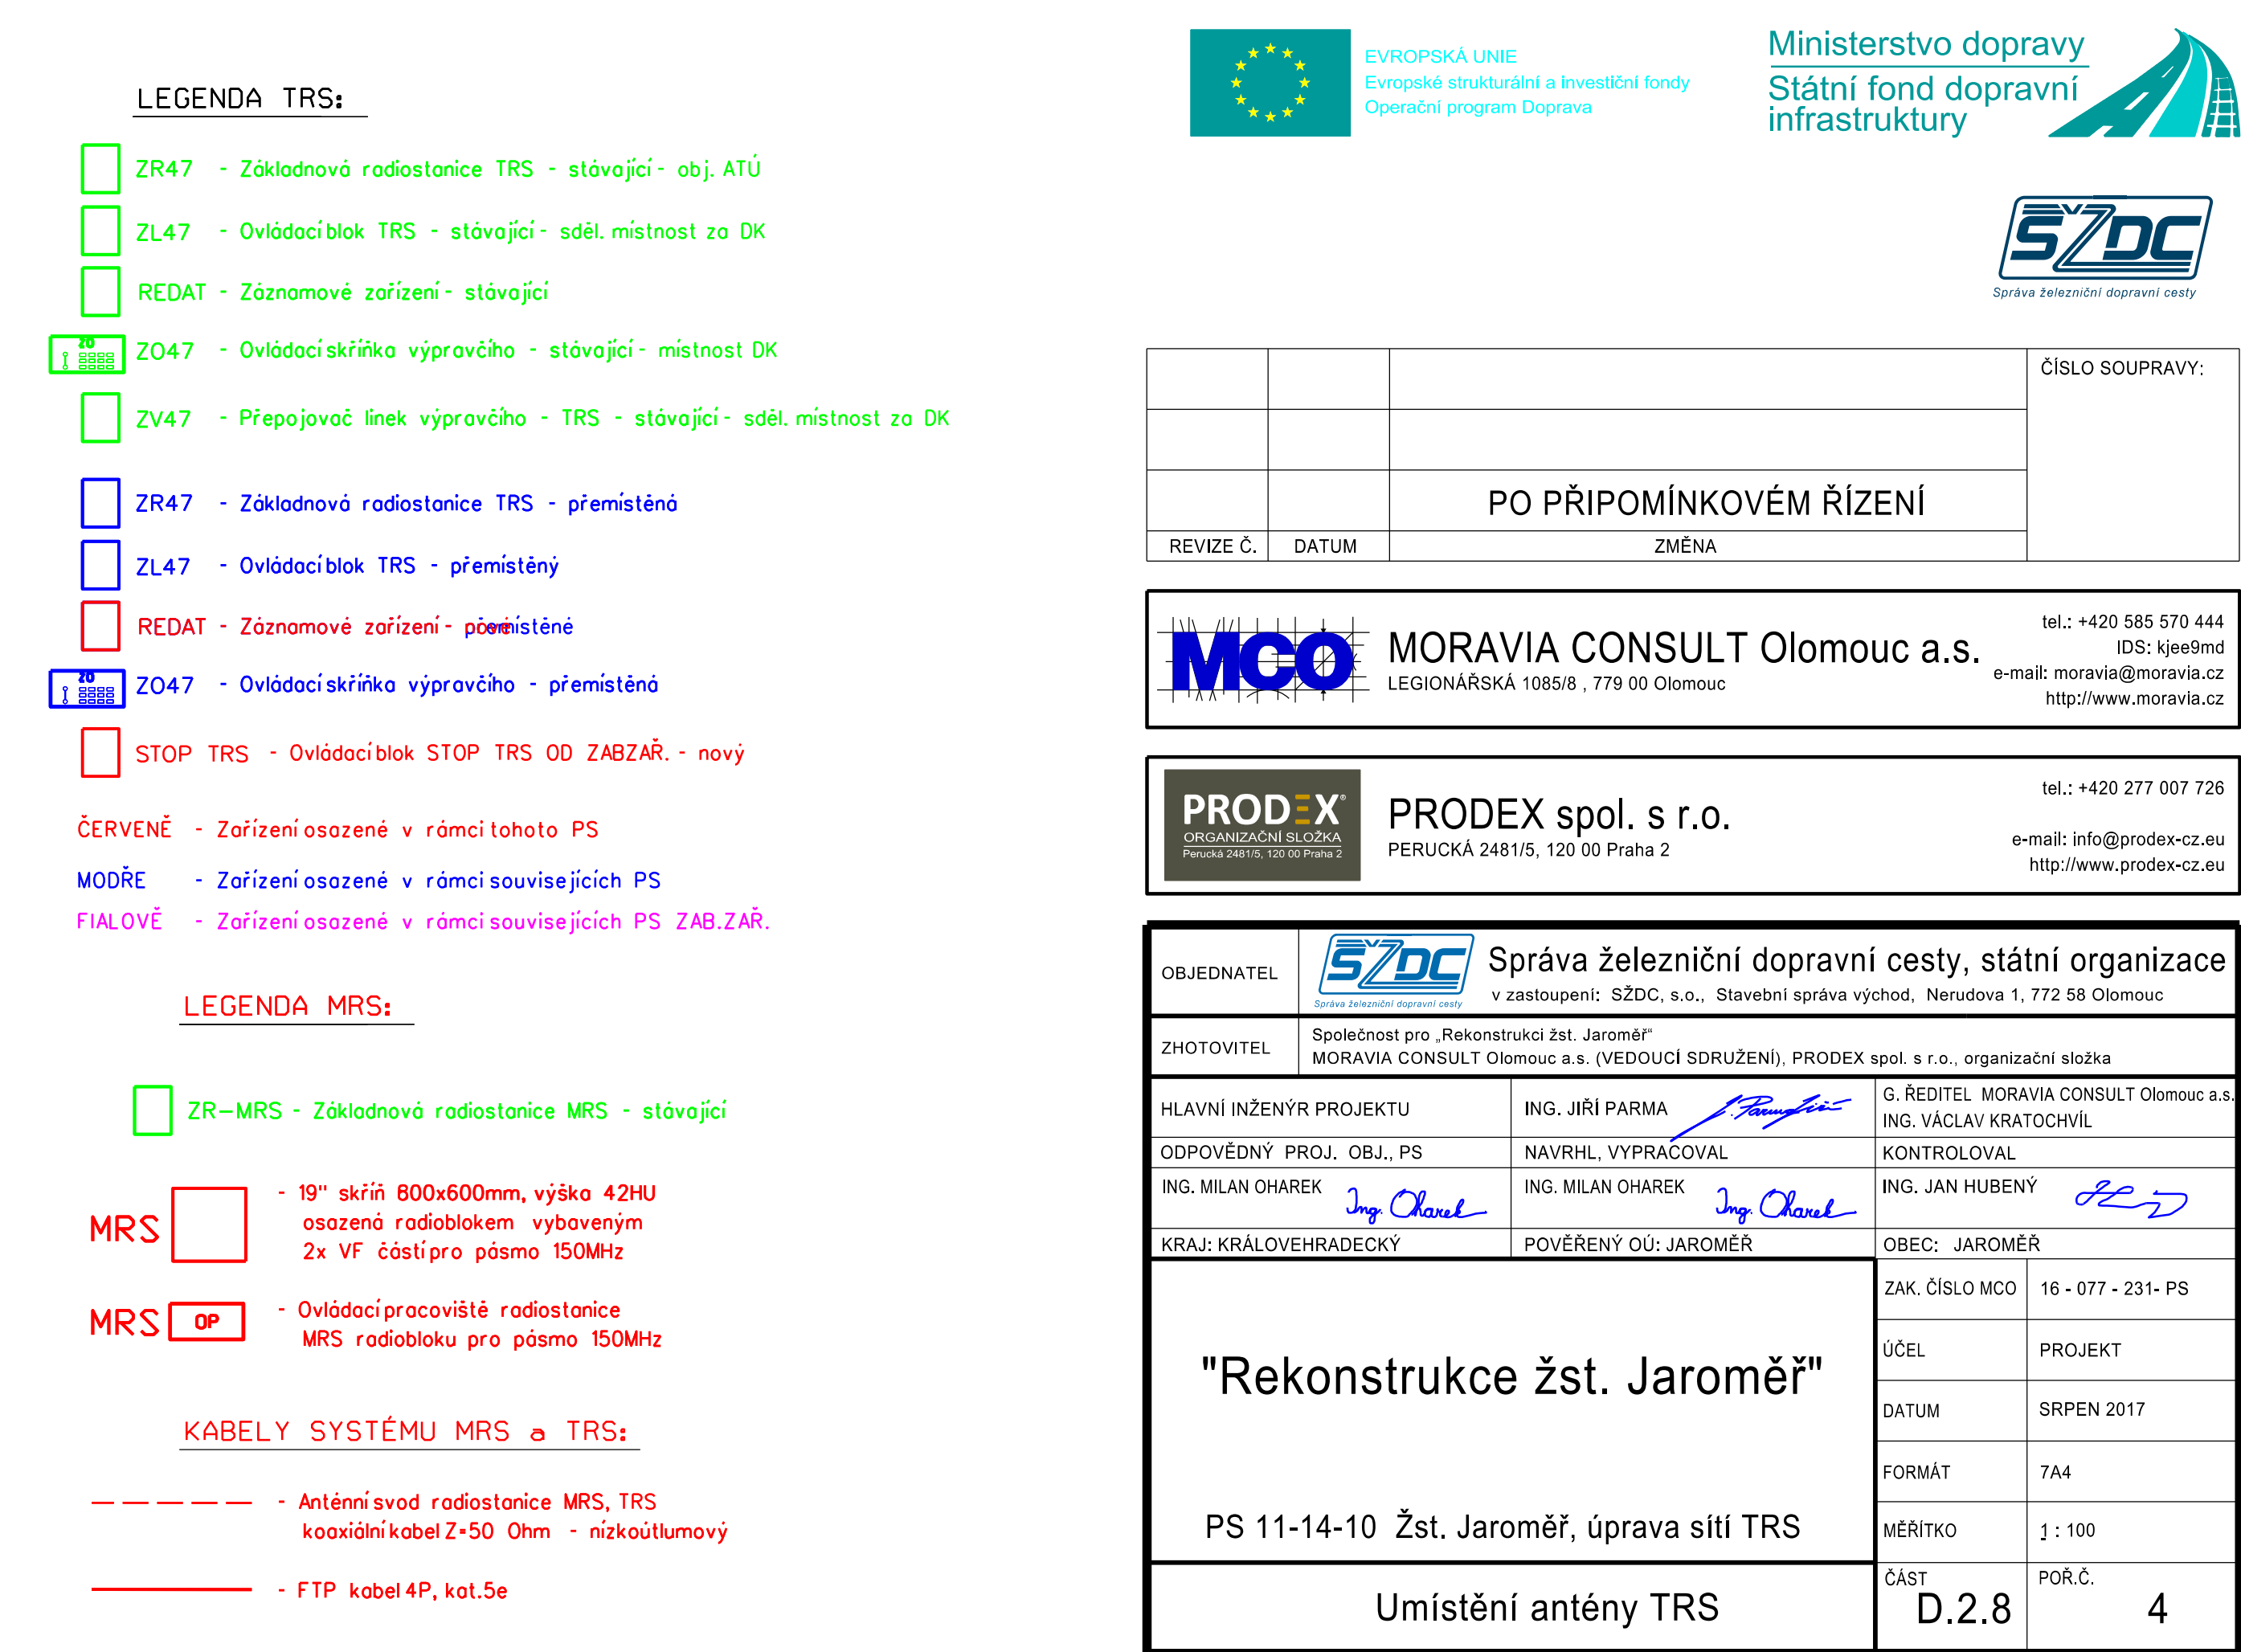 LEGENDA TRS:
ZR47 - Základnová radiostanice TRS - stávající - obj. ATÚ
ZL47 - Ovládací blok TRS - stávající - sděl. místnost za DK
REDAT - Záznamové zařízení - stávající
ZO
ZO47 - Ovládací skříňka výpravčího - stávající - místnost DK
ZV47 - Přepojovač linek výpravčího - TRS - stávající - sděl. místnost za DK
ZR47 - Základnová radiostanice TRS - přemístěná
ZL47 - Ovládací blok TRS - přemístěný
REDAT - Záznamové zařízení -
ZO
ZO47 - Ovládací skříňka výpravčího - přemístěná
STOP TRS - Ovládací blok STOP TRS OD ZABZAŘ. - nový
ČERVENĚ - Zařízení osazené v rámci tohoto PS
MODŘE - Zařízení osazené v rámci souvisejících PS
FIALOVĚ - Zařízení osazené v rámci souvisejících PS ZAB.ZAŘ.
LEGENDA MRS:
ZR-MRS - Základnová radiostanice MRS - stávající
MRS
- 19" skříň 800x600mm, výška 42HU
osazená radioblokem vybaveným
2x VF částí pro pásmo 150MHz
MRS OP
- Ovládací pracoviště radiostanice
MRS radiobloku pro pásmo 150MHz
KABELY SYSTÉMU MRS a TRS:
- Anténní svod radiostanice MRS, TRS
koaxiální kabel Z=50 Ohm - nízkoútlumový
- FTP kabel 4P, kat.5e
EVROPSKÁ UNIE
Evropské strukturální a investiční fondy
Operační program Doprava
Ministerstvo dopravy
Státní fond dopravní
infrastruktury
SŽDC
Správa železniční dopravní cesty
ČÍSLO SOUPRAVY:
PO PŘIPOMÍNKOVÉM ŘÍZENÍ
REVIZE Č. DATUM ZMĚNA
MCO
MORAVIA CONSULT Olomouc a.s.
LEGIONÁŘSKÁ 1085/8 , 779 00 Olomouc
tel.: +420 585 570 444
IDS: kjee9md
e-mail: moravia@moravia.cz
http://www.moravia.cz
PRODEX®
ORGANIZAČNÍ SLOŽKA
Perucká 2481/5, 120 00 Praha 2
PRODEX spol. s r.o.
PERUCKÁ 2481/5, 120 00 Praha 2
tel.: +420 277 007 726
e-mail: info@prodex-cz.eu
http://www.prodex-cz.eu
OBJEDNATEL
SŽDC
Správa železniční dopravní cesty
Správa železniční dopravní cesty, státní organizace
v zastoupení: SŽDC, s.o., Stavební správa východ, Nerudova 1, 772 58 Olomouc
ZHOTOVITEL
Společnost pro „Rekonstrukci žst. Jaroměř“
MORAVIA CONSULT Olomouc a.s. (VEDOUCÍ SDRUŽENÍ), PRODEX spol. s r.o., organizační složka
HLAVNÍ INŽENÝR PROJEKTU
ING. JIŘÍ PARMA
G. ŘEDITEL MORAVIA CONSULT Olomouc a.s.
ING. VÁCLAV KRATOCHVÍL
ODPOVĚDNÝ PROJ. OBJ., PS
NAVRHL, VYPRACOVAL
KONTROLOVAL
ING. MILAN OHAREK Ing. Oharek
ING. MILAN OHAREK Ing. Oharek
ING. JAN HUBENÝ
KRAJ: KRÁLOVEHRADECKÝ
POVĚŘENÝ OÚ: JAROMĚŘ
OBEC: JAROMĚŘ
"Rekonstrukce žst. Jaroměř"
PS 11-14-10 Žst. Jaroměř, úprava sítí TRS
Umístění antény TRS
ZAK. ČÍSLO MCO 16 - 077 - 231- PS
ÚČEL PROJEKT
DATUM SRPEN 2017
FORMÁT 7A4
MĚŘÍTKO 1 : 100
ČÁST D.2.8
POŘ.Č. 4